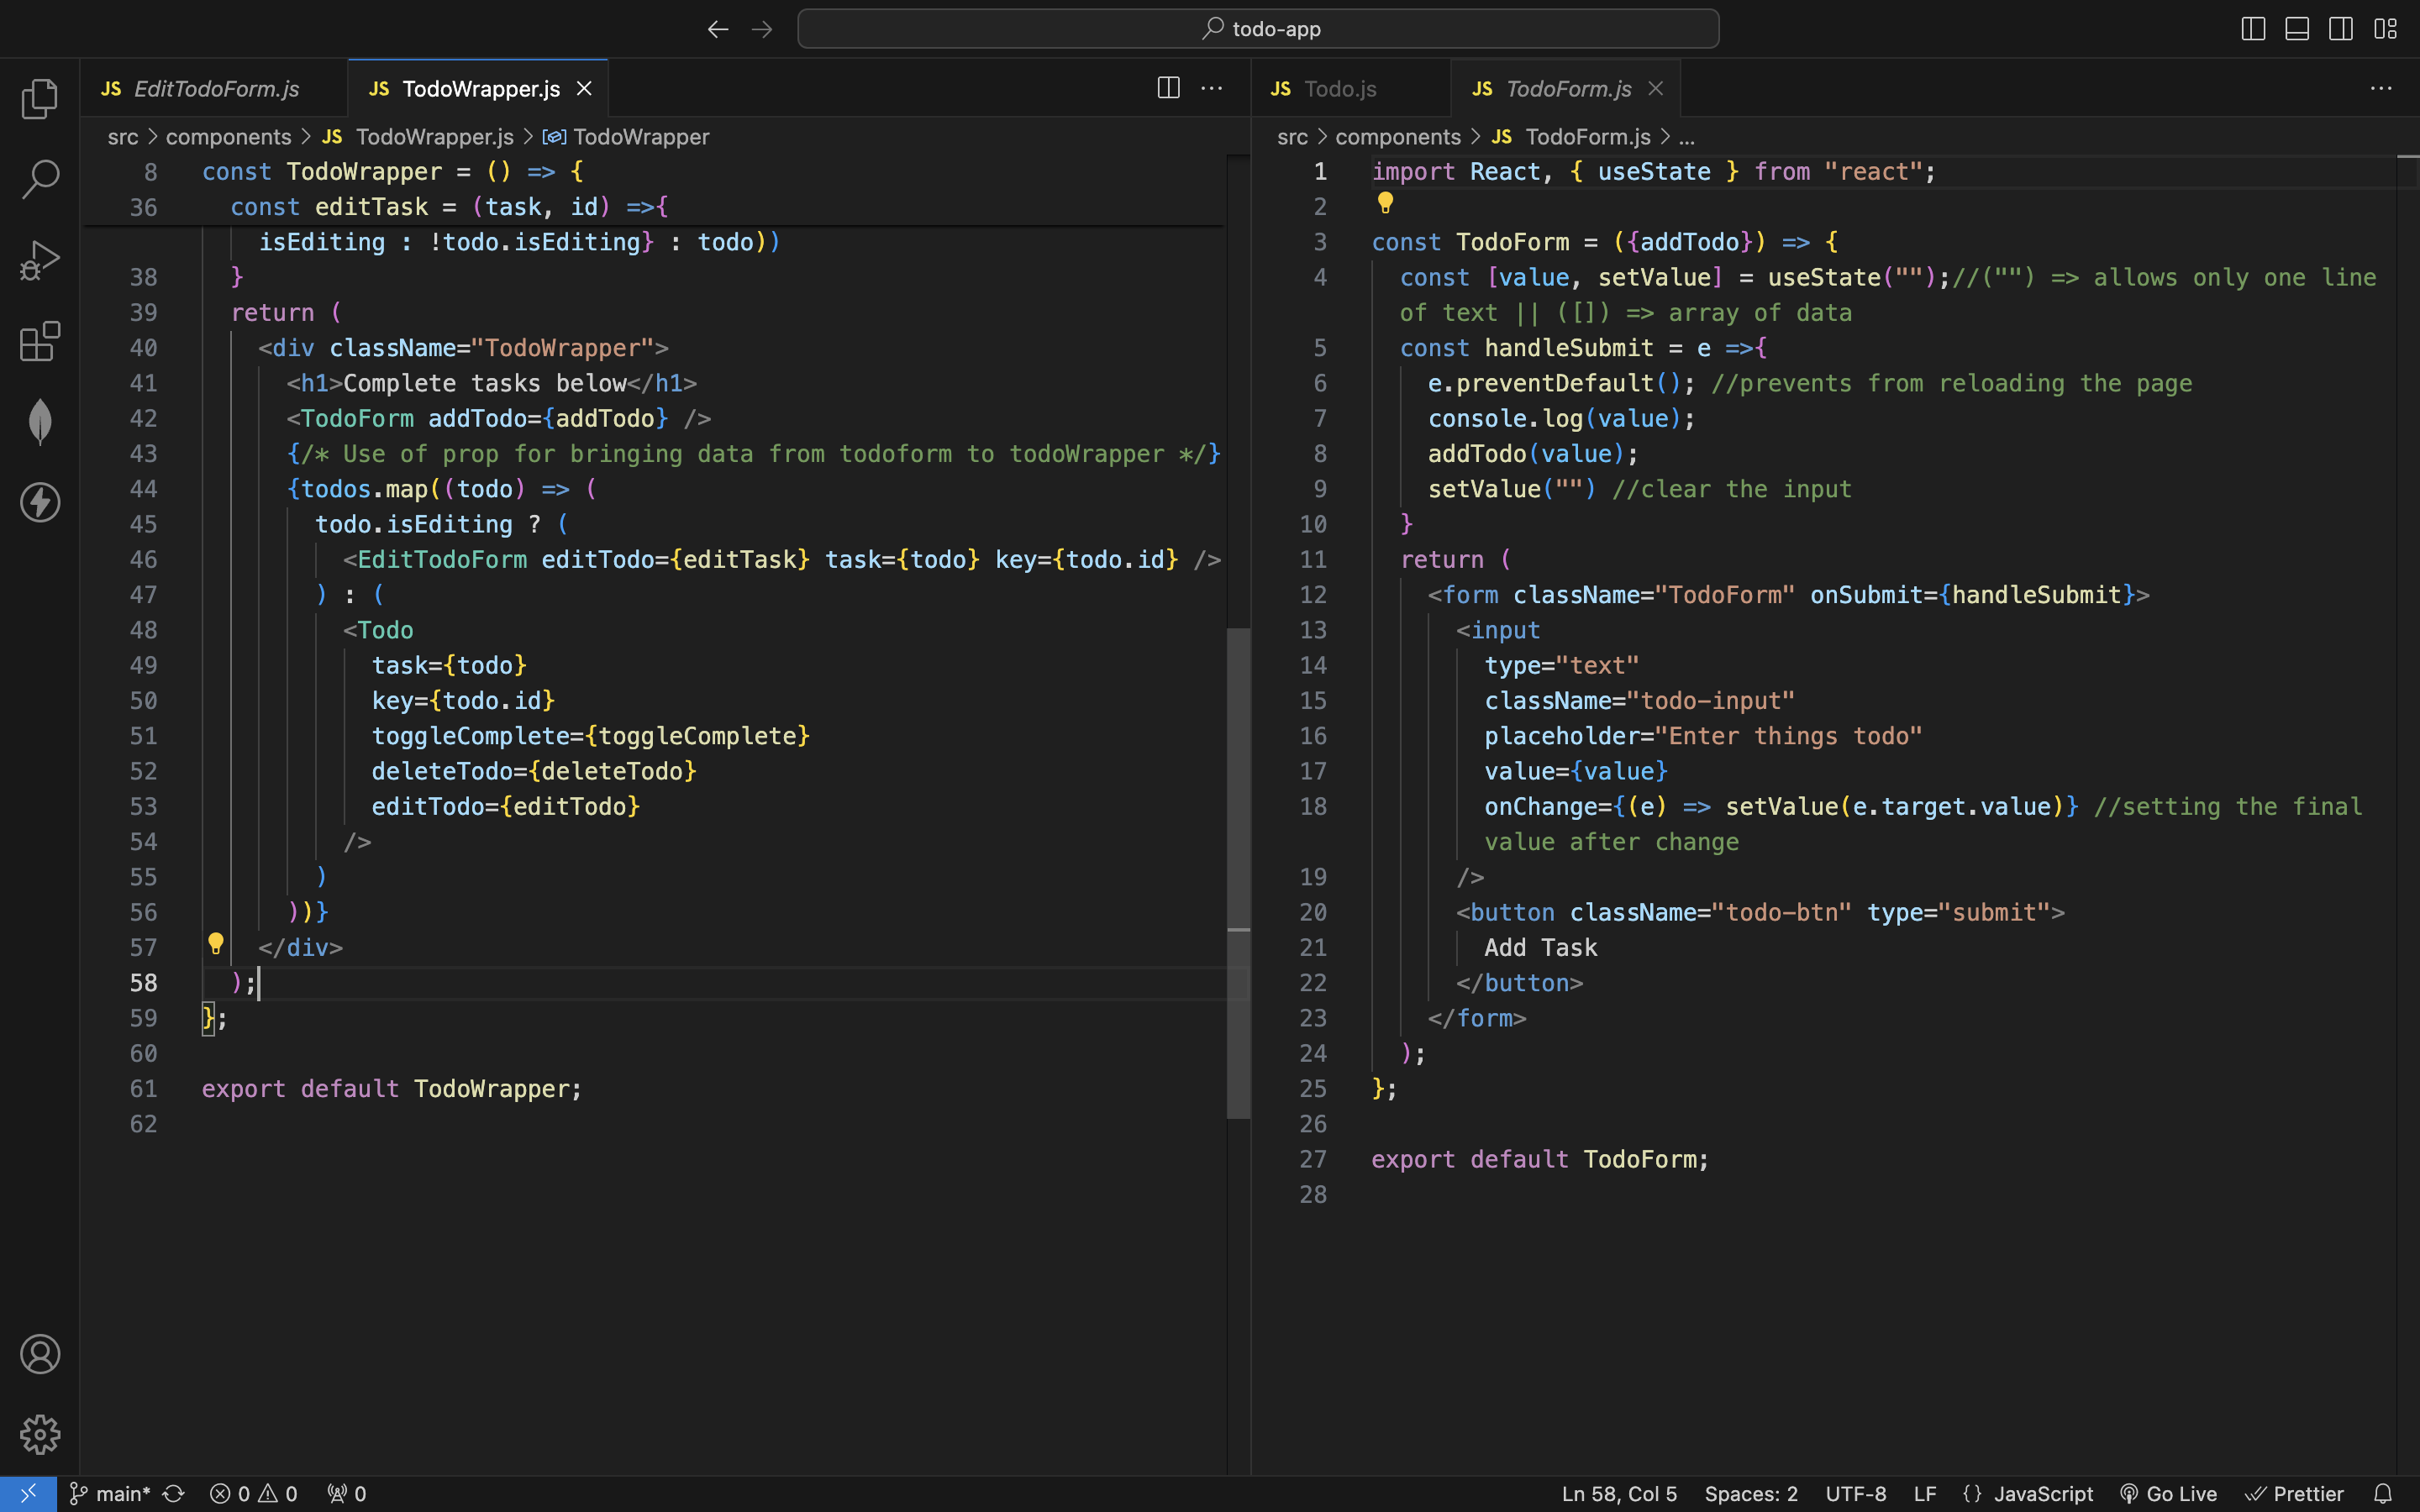 todo-app
JS EditTodoForm.js
JS TodoWrapper.js
src > components > JS TodoWrapper.js > TodoWrapper
8 const TodoWrapper = () => {
36 const editTask = (task, id) =>{
isEditing : !todo.isEditing} : todo))
38 }
39 return (
40 <div className="TodoWrapper">
41 <h1>Complete tasks below</h1>
42 <TodoForm addTodo={addTodo} />
43 {/* Use of prop for bringing data from todoform to todoWrapper */}
44 {todos.map((todo) => (
45 todo.isEditing ? (
46 <EditTodoForm editTodo={editTask} task={todo} key={todo.id} />
47 ) : (
48 <Todo
49 task={todo}
50 key={todo.id}
51 toggleComplete={toggleComplete}
52 deleteTodo={deleteTodo}
53 editTodo={editTodo}
54 />
55 )
56 ))}
57 </div>
58 );
59 };
60
61 export default TodoWrapper;
62
JS Todo.js
JS TodoForm.js
src > components > JS TodoForm.js > ...
1 import React, { useState } from "react";
2
3 const TodoForm = ({addTodo}) => {
4 const [value, setValue] = useState("");//("") => allows only one line
of text || ([]) => array of data
5 const handleSubmit = e =>{
6 e.preventDefault(); //prevents from reloading the page
7 console.log(value);
8 addTodo(value);
9 setValue("") //clear the input
10 }
11 return (
12 <form className="TodoForm" onSubmit={handleSubmit}>
13 <input
14 type="text"
15 className="todo-input"
16 placeholder="Enter things todo"
17 value={value}
18 onChange={(e) => setValue(e.target.value)} //setting the final
value after change
19 />
20 <button className="todo-btn" type="submit">
21 Add Task
22 </button>
23 </form>
24 );
25 };
26
27 export default TodoForm;
28
main* 0 0 0 Ln 58, Col 5 Spaces: 2 UTF-8 LF {} JavaScript Go Live Prettier